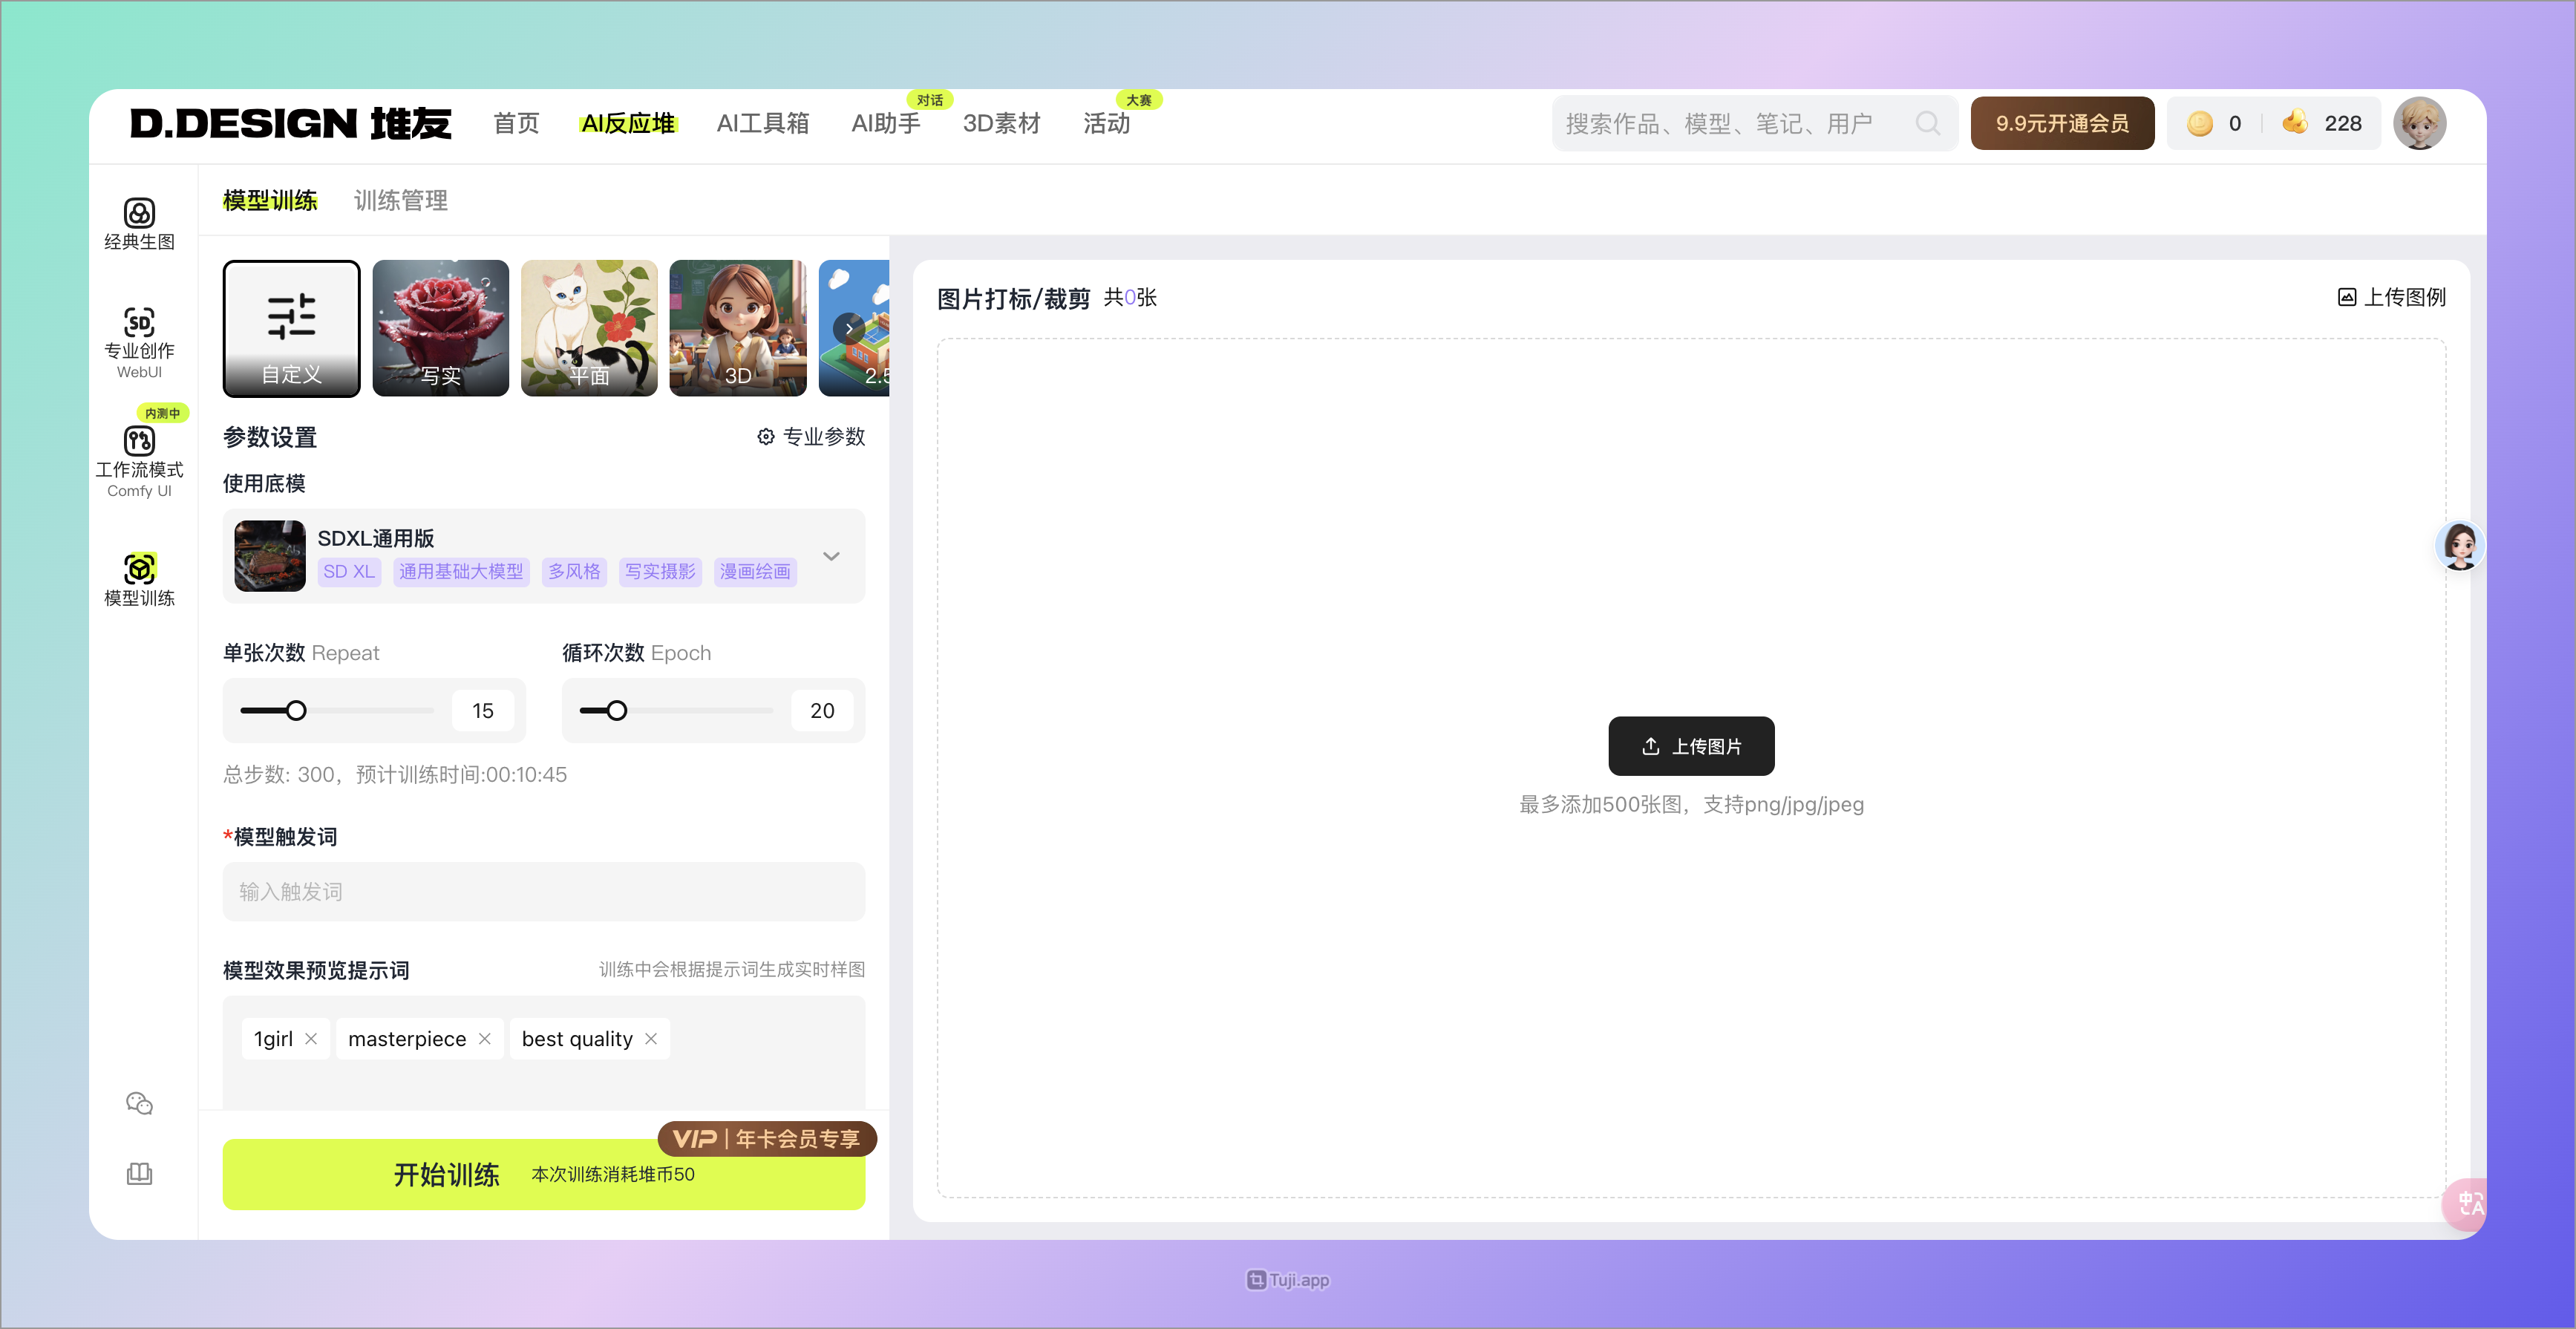 D.DESIGN 堆友
首页
AI反应堆
AI工具箱
对话
AI助手
3D素材
大赛
活动
搜索作品、模型、笔记、用户
9.9元开通会员
0
228
经典生图
SD
专业创作
WebUI
内测中
工作流模式
Comfy UI
模型训练
模型训练
训练管理
自定义
写实
平面
3D
2.5
参数设置
专业参数
使用底模
SDXL通用版
SD XL 通用基础大模型 多风格 写实摄影 漫画绘画
单张次数 Repeat
循环次数 Epoch
15
20
总步数: 300，预计训练时间:00:10:45
*模型触发词
输入触发词
模型效果预览提示词
训练中会根据提示词生成实时样图
1girl
masterpiece
best quality
VIP | 年卡会员专享
开始训练 本次训练消耗堆币50
图片打标/裁剪 共0张
上传图例
上传图片
最多添加500张图，支持png/jpg/jpeg
中A
Tuji.app